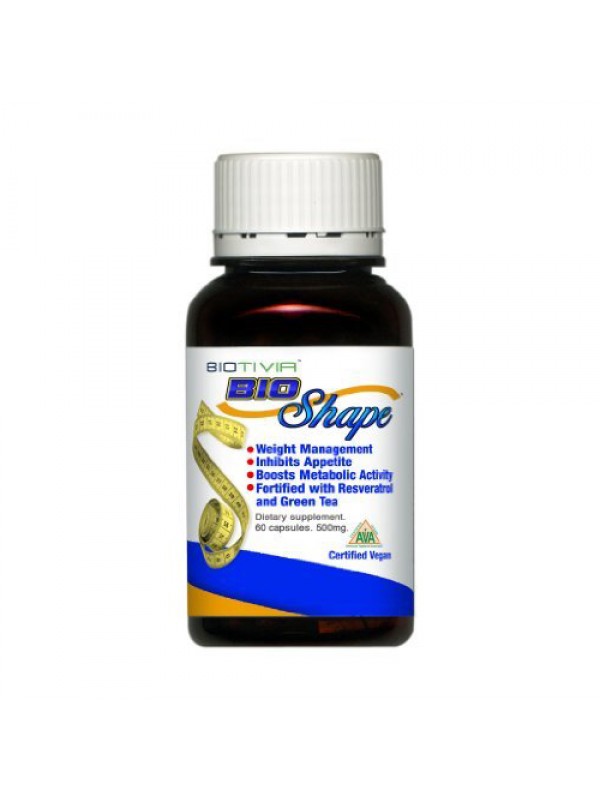 BIOTIVIA™
BIO
Shape
• Weight Management
• Inhibits Appetite
• Boosts Metabolic Activity
• Fortified with Resveratrol
and Green Tea
Dietary supplement.
60 capsules. 500mg.
AVA
Certified Vegan